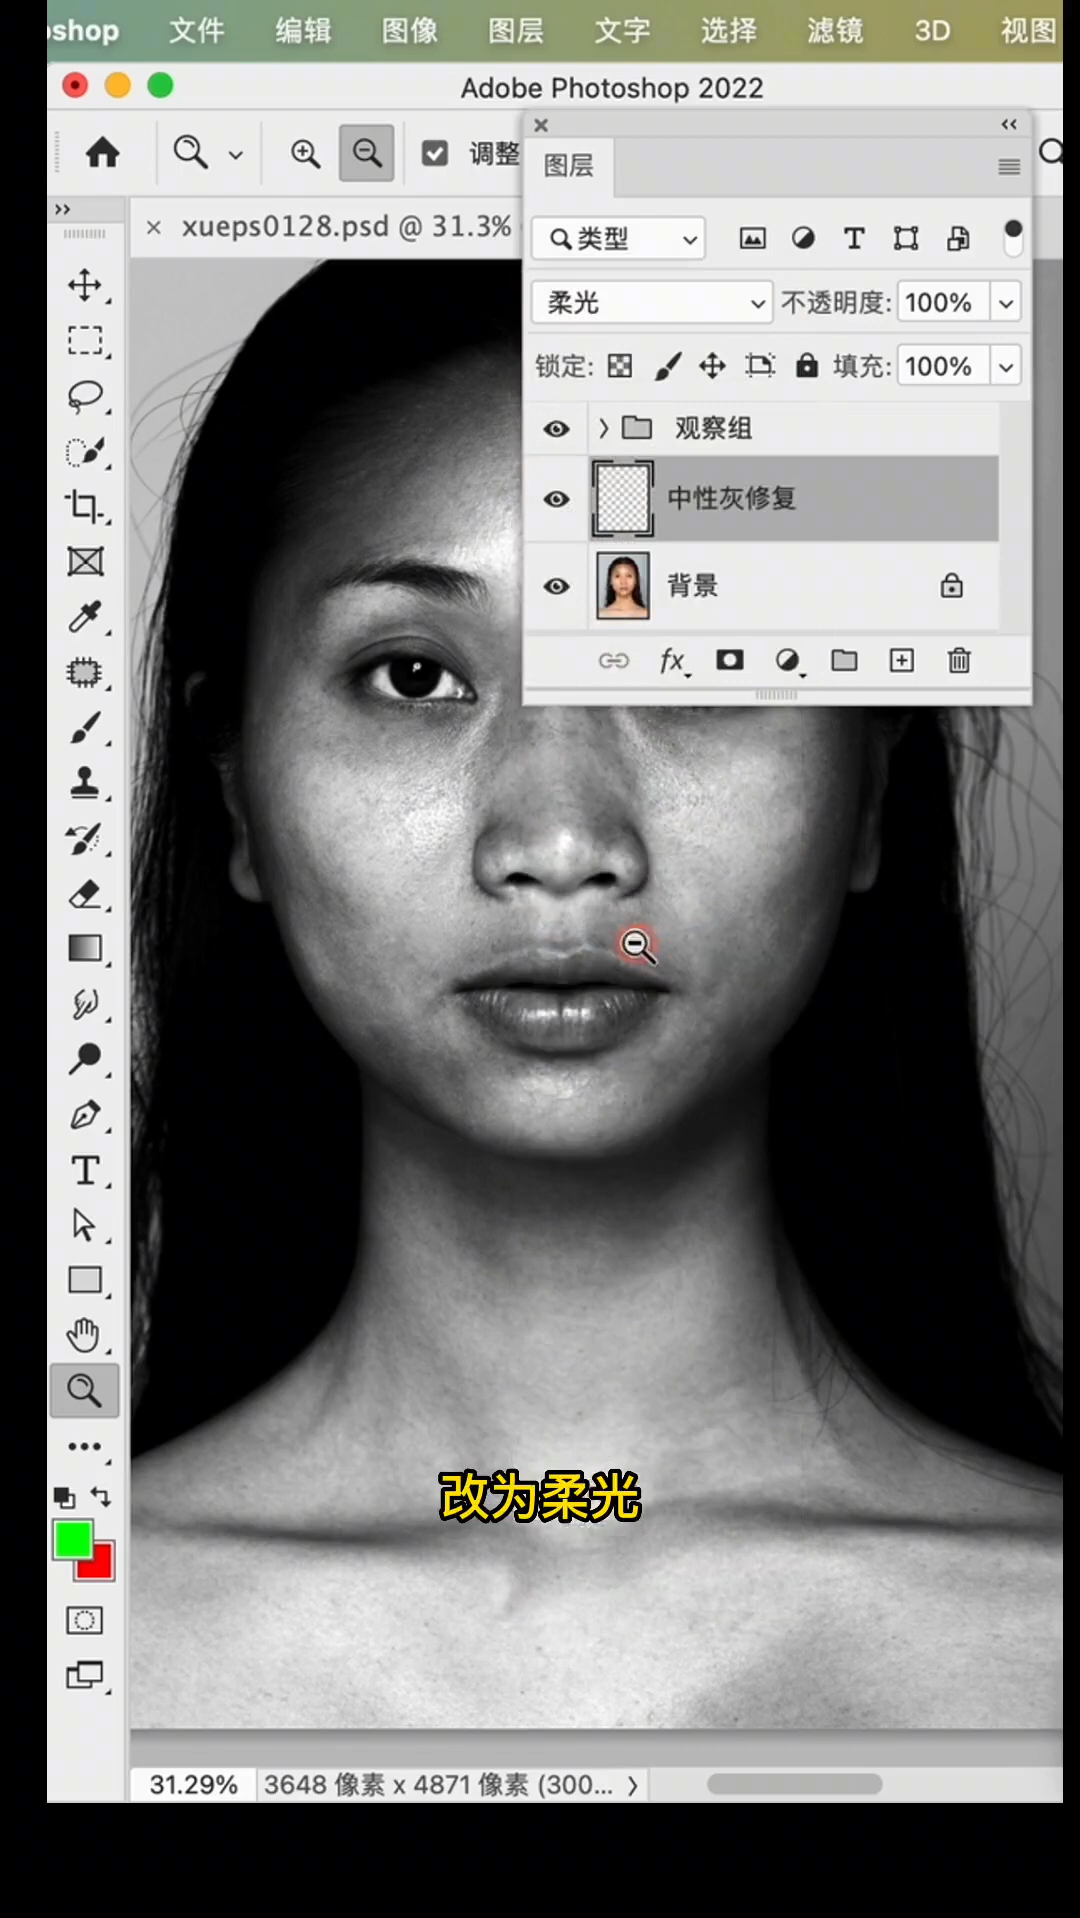 oshop 文件 编辑 图像 图层 文字 选择 滤镜 3D 视图
Adobe Photoshop 2022
调整
图层
xueps0128.psd @ 31.3%
类型
柔光 不透明度: 100%
锁定: 填充: 100%
观察组
中性灰修复
背景
fx
改为柔光
31.29% 3648 像素 x 4871 像素 (300...